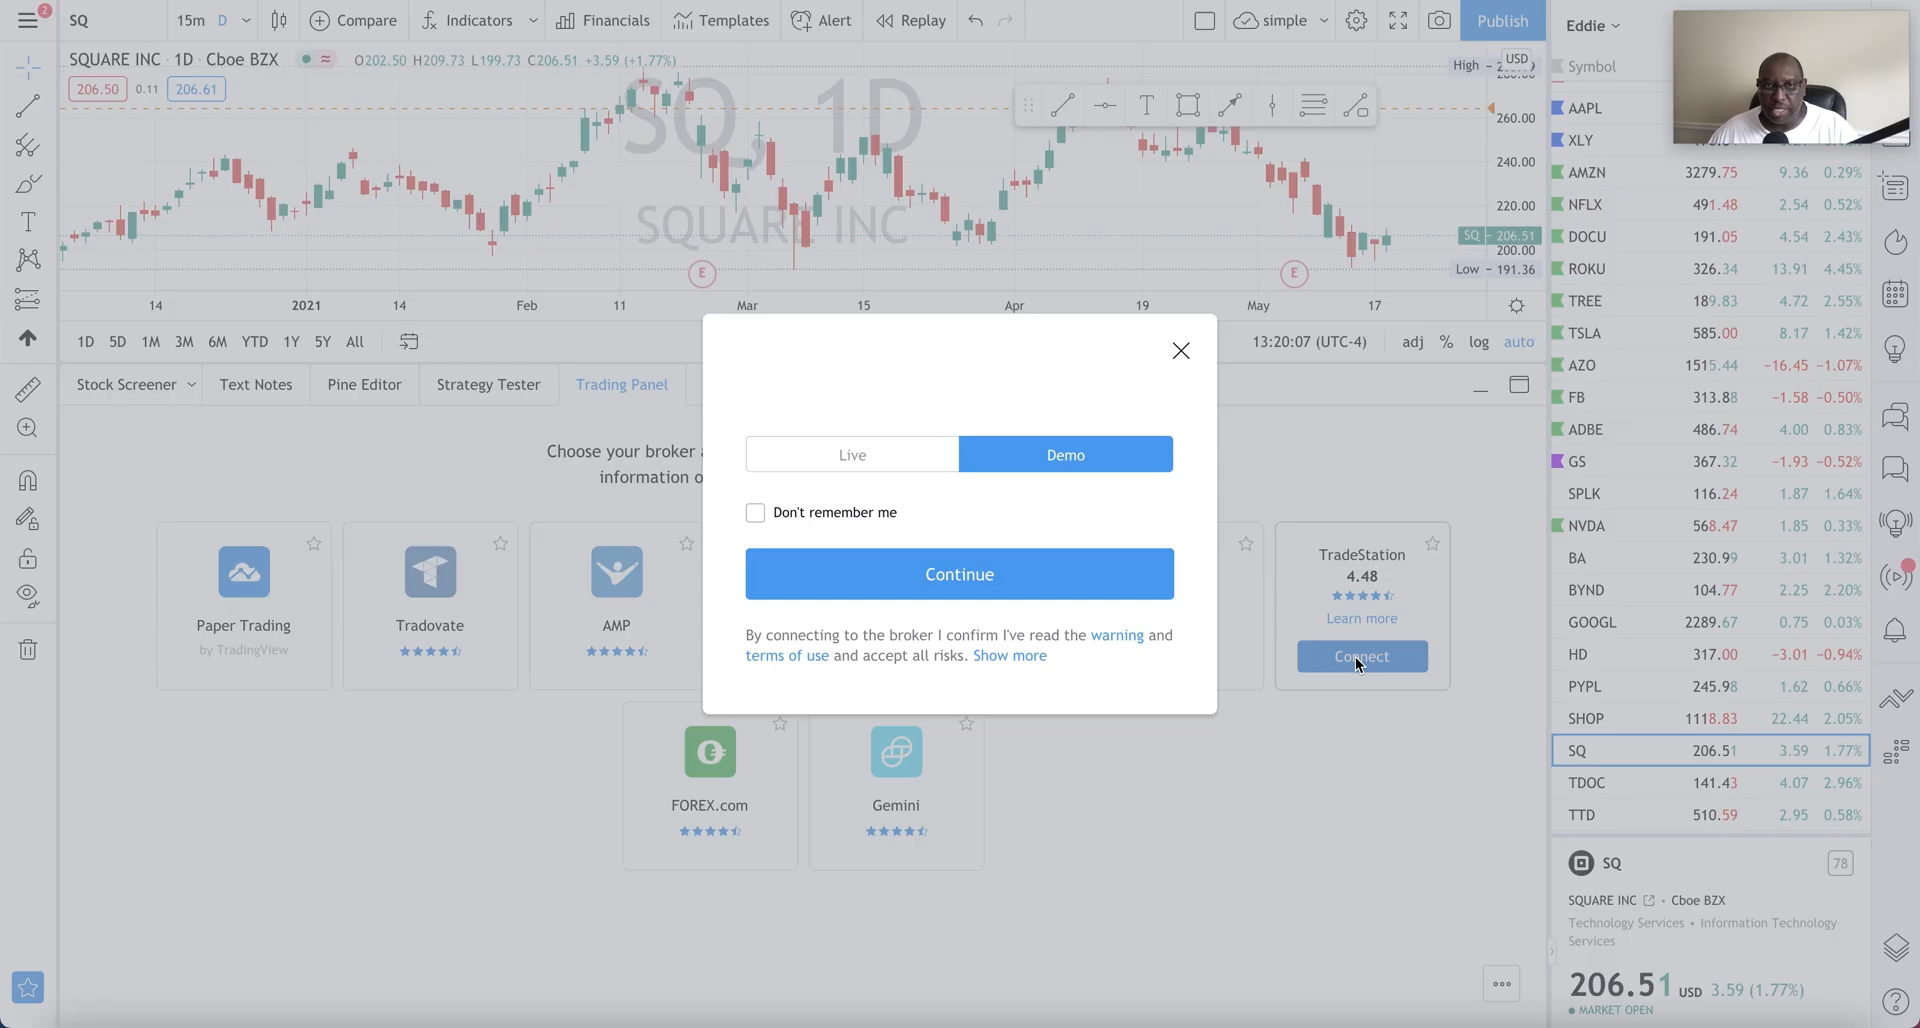 2
SQ
15m D
Compare
Indicators
Financials
Templates
Alert
Replay
simple
Publish
SQUARE INC · 1D · Cboe BZX
O202.50 H209.73 L199.73 C206.51 +3.59 (+1.77%)
206.50 0.11 206.61
SQ, 1D
SQUARE INC
USD
High
260.00
240.00
220.00
SQ 206.51
200.00
Low 191.36
E
E
14 2021 14 Feb 11 Mar 15 Apr 19 May 17
1D 5D 1M 3M 6M YTD 1Y 5Y All
13:20:07 (UTC-4)
adj % log auto
Stock Screener
Text Notes
Pine Editor
Strategy Tester
Trading Panel
Choose your broker
information
Paper Trading
by TradingView
Tradovate
AMP
TradeStation
4.48
Learn more
Connect
FOREX.com
Gemini
Live
Demo
Don't remember me
Continue
By connecting to the broker I confirm I've read the warning and
terms of use and accept all risks. Show more
Eddie
Symbol
AAPL
XLY
AMZN 3279.75 9.36 0.29%
NFLX 491.48 2.54 0.52%
DOCU 191.05 4.54 2.43%
ROKU 326.34 13.91 4.45%
TREE 189.83 4.72 2.55%
TSLA 585.00 8.17 1.42%
AZO 1515.44 −16.45 −1.07%
FB 313.88 −1.58 −0.50%
ADBE 486.74 4.00 0.83%
GS 367.32 −1.93 −0.52%
SPLK 116.24 1.87 1.64%
NVDA 568.47 1.85 0.33%
BA 230.99 3.01 1.32%
BYND 104.77 2.25 2.20%
GOOGL 2289.67 0.75 0.03%
HD 317.00 −3.01 −0.94%
PYPL 245.98 1.62 0.66%
SHOP 1118.83 22.44 2.05%
SQ 206.51 3.59 1.77%
TDOC 141.43 4.07 2.96%
TTD 510.59 2.95 0.58%
SQ
78
SQUARE INC • Cboe BZX
Technology Services • Information Technology
Services
206.51 USD 3.59 (1.77%)
MARKET OPEN